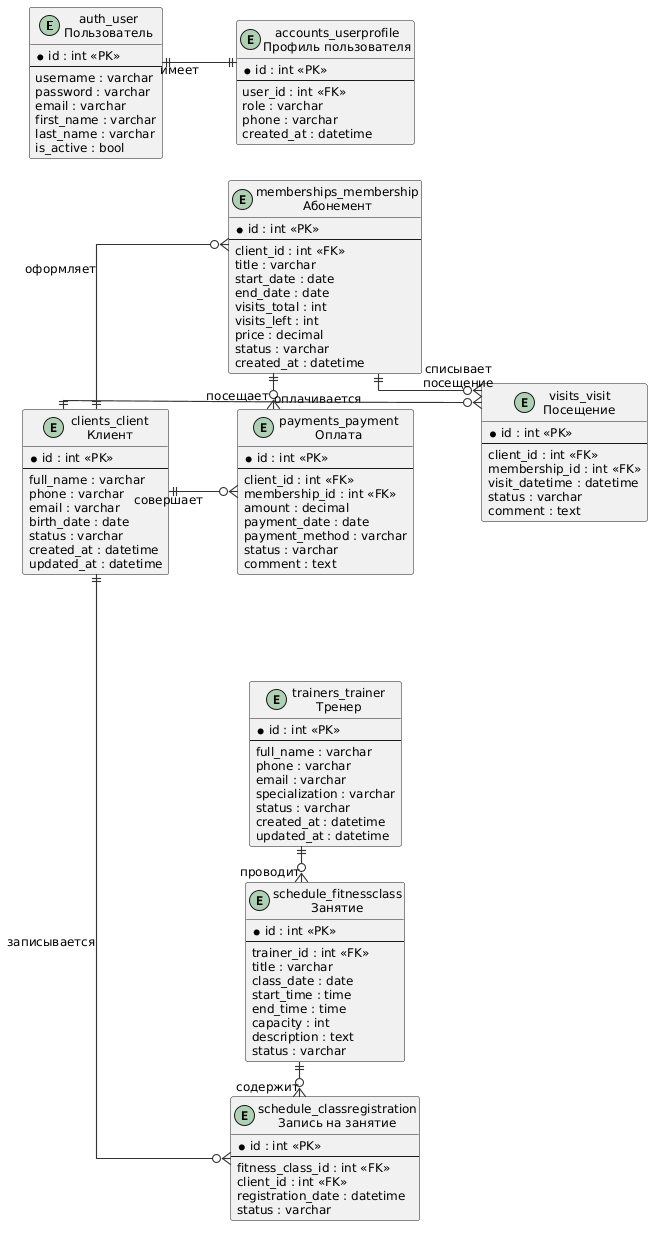 E
auth_user
Пользователь
id : int «PK»
username : varchar
password : varchar
email : varchar
first_name : varchar
last_name : varchar
is_active : bool
имеет
E
accounts_userprofile
Профиль пользователя
id : int «PK»
user_id : int «FK»
role : varchar
phone : varchar
created_at : datetime
E
memberships_membership
Абонемент
id : int «PK»
client_id : int «FK»
title : varchar
start_date : date
end_date : date
visits_total : int
visits_left : int
price : decimal
status : varchar
created_at : datetime
оформляет
списывает
посещение
посещает
оплачивается
E
clients_client
Клиент
id : int «PK»
full_name : varchar
phone : varchar
email : varchar
birth_date : date
status : varchar
created_at : datetime
updated_at : datetime
совершает
E
payments_payment
Оплата
id : int «PK»
client_id : int «FK»
membership_id : int «FK»
amount : decimal
payment_date : date
payment_method : varchar
status : varchar
comment : text
E
visits_visit
Посещение
id : int «PK»
client_id : int «FK»
membership_id : int «FK»
visit_datetime : datetime
status : varchar
comment : text
E
trainers_trainer
Тренер
id : int «PK»
full_name : varchar
phone : varchar
email : varchar
specialization : varchar
status : varchar
created_at : datetime
updated_at : datetime
проводит
E
schedule_fitnessclass
Занятие
id : int «PK»
trainer_id : int «FK»
title : varchar
class_date : date
start_time : time
end_time : time
capacity : int
description : text
status : varchar
записывается
содержит
E
schedule_classregistration
Запись на занятие
id : int «PK»
fitness_class_id : int «FK»
client_id : int «FK»
registration_date : datetime
status : varchar